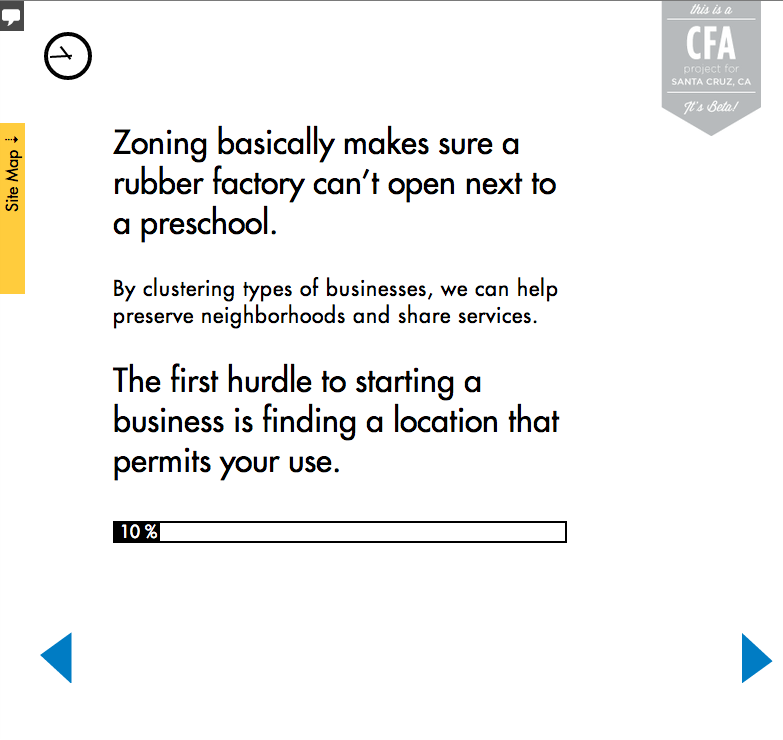 this is a
CFA
project for
SANTA CRUZ, CA
It's Beta!
Site Map
Zoning basically makes sure a
rubber factory can’t open next to
a preschool.
By clustering types of businesses, we can help
preserve neighborhoods and share services.
The first hurdle to starting a
business is finding a location that
permits your use.
10 %